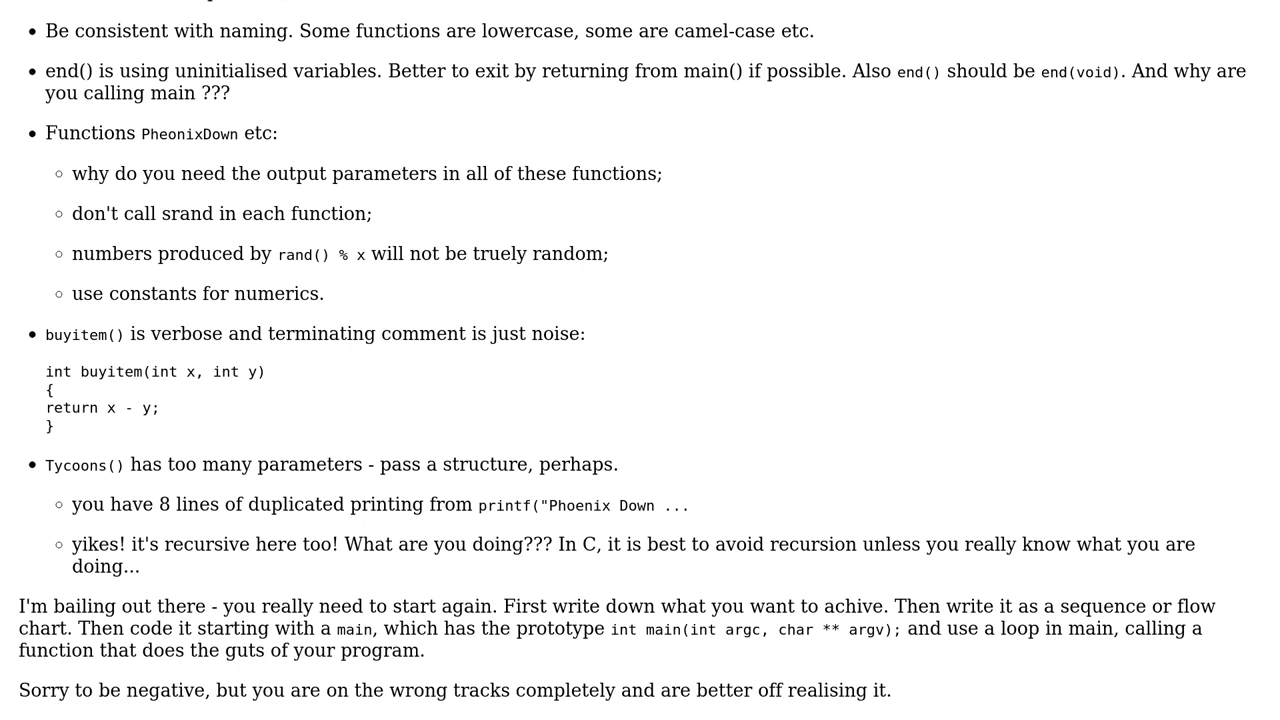 • Be consistent with naming. Some functions are lowercase, some are camel-case etc.
• end() is using uninitialised variables. Better to exit by returning from main() if possible. Also end() should be end(void). And why are
you calling main ???
• Functions PheonixDown etc:
◦ why do you need the output parameters in all of these functions;
◦ don't call srand in each function;
◦ numbers produced by rand() % x will not be truely random;
◦ use constants for numerics.
• buyitem() is verbose and terminating comment is just noise:
int buyitem(int x, int y)
{
return x - y;
}
• Tycoons() has too many parameters - pass a structure, perhaps.
◦ you have 8 lines of duplicated printing from printf("Phoenix Down ...
◦ yikes! it's recursive here too! What are you doing??? In C, it is best to avoid recursion unless you really know what you are
doing...
I'm bailing out there - you really need to start again. First write down what you want to achive. Then write it as a sequence or flow
chart. Then code it starting with a main, which has the prototype int main(int argc, char ** argv); and use a loop in main, calling a
function that does the guts of your program.
Sorry to be negative, but you are on the wrong tracks completely and are better off realising it.